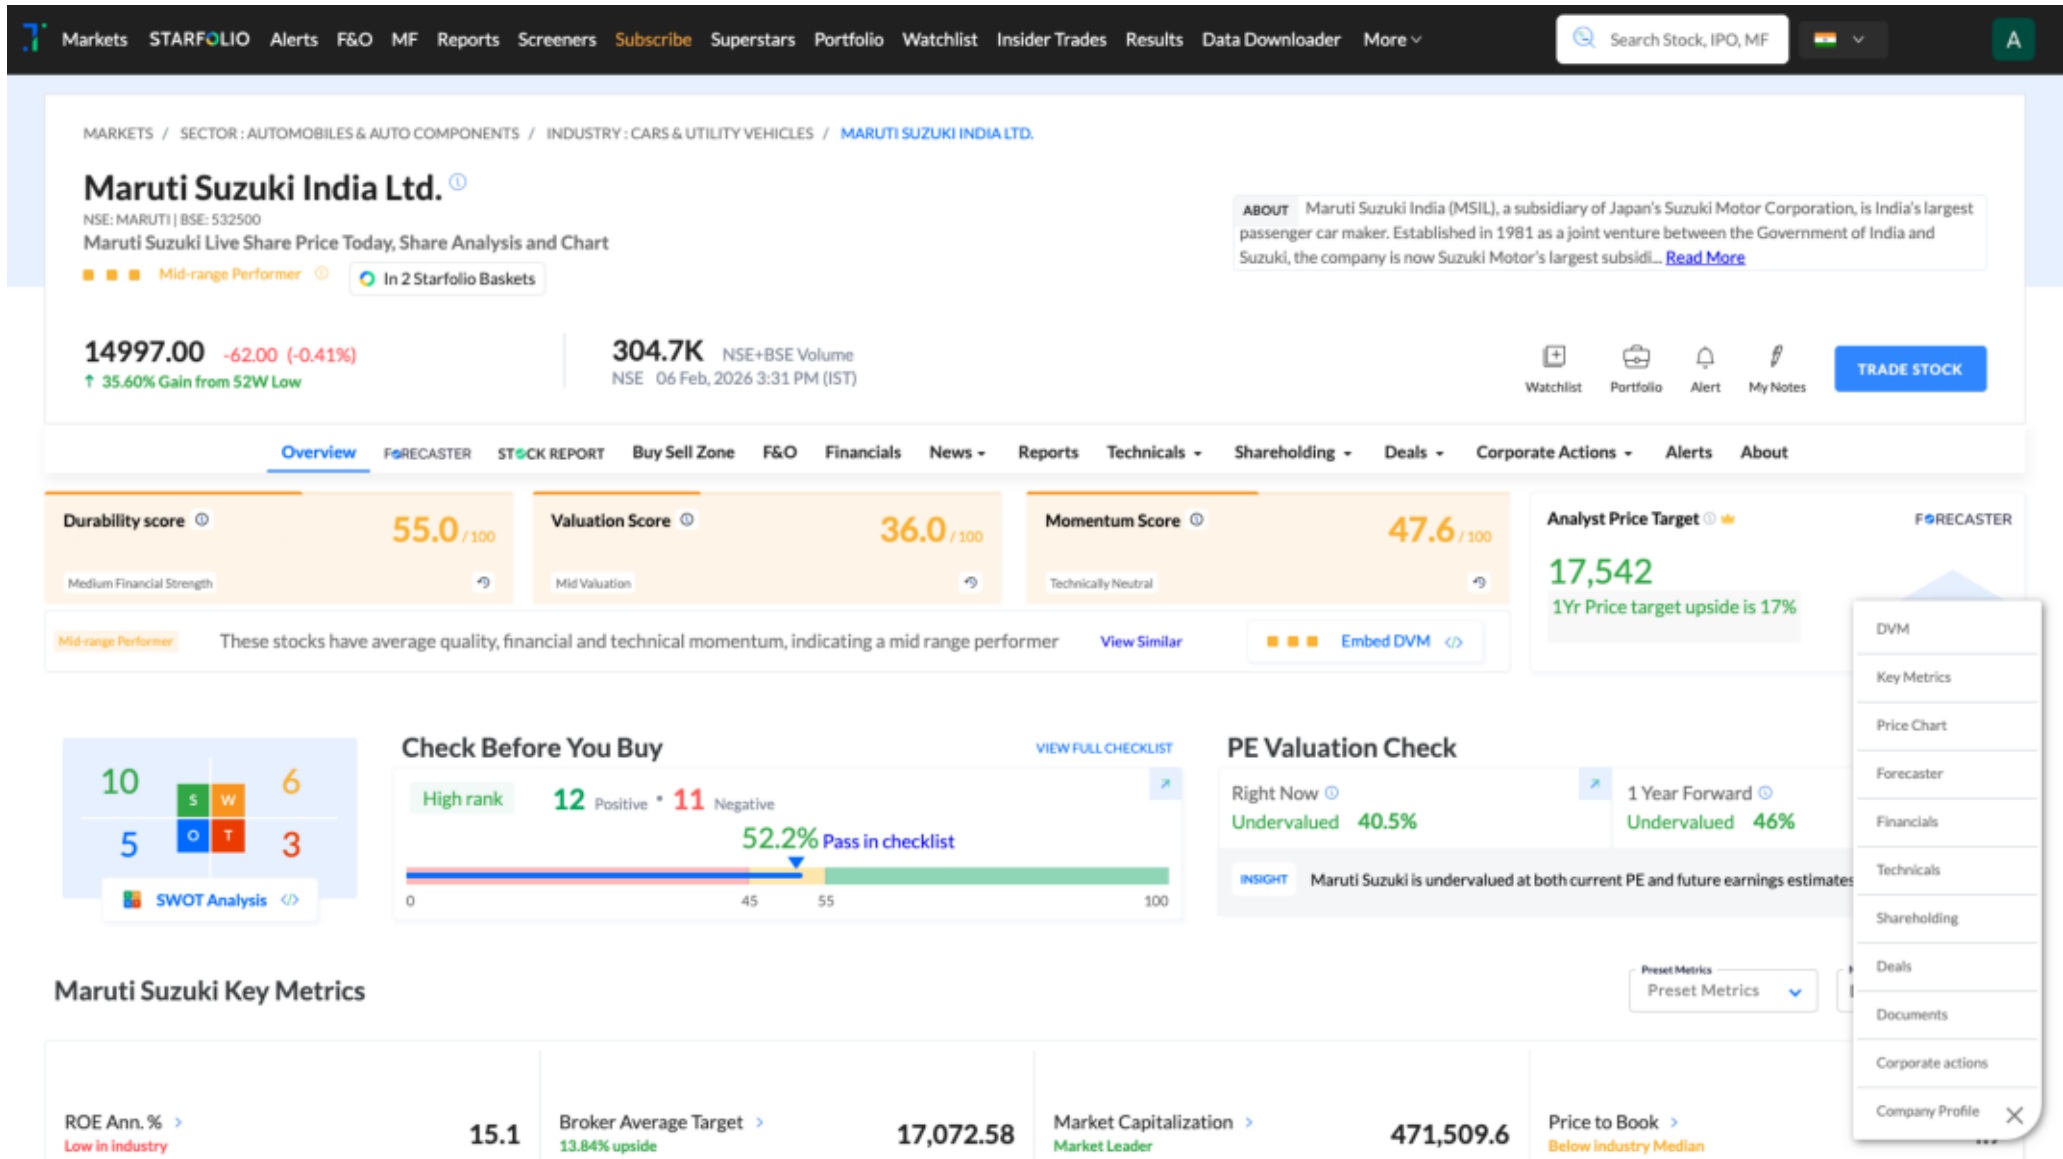 Markets STARFOLIO Alerts F&O MF Reports Screeners Subscribe Superstars Portfolio Watchlist Insider Trades Results Data Downloader More Search Stock, IPO, MF A
MARKETS / SECTOR : AUTOMOBILES & AUTO COMPONENTS / INDUSTRY : CARS & UTILITY VEHICLES / MARUTI SUZUKI INDIA LTD.
Maruti Suzuki India Ltd.
NSE: MARUTI | BSE: 532500
Maruti Suzuki Live Share Price Today, Share Analysis and Chart
Mid-range Performer In 2 Starfolio Baskets
ABOUT Maruti Suzuki India (MSIL), a subsidiary of Japan's Suzuki Motor Corporation, is India's largest
passenger car maker. Established in 1981 as a joint venture between the Government of India and
Suzuki, the company is now Suzuki Motor's largest subsidi... Read More
14997.00 -62.00 (-0.41%)
↑ 35.60% Gain from 52W Low
304.7K NSE+BSE Volume
NSE 06 Feb, 2026 3:31 PM (IST)
Watchlist Portfolio Alert My Notes TRADE STOCK
Overview FORECASTER STOCK REPORT Buy Sell Zone F&O Financials News Reports Technicals Shareholding Deals Corporate Actions Alerts About
Durability score 55.0 / 100
Medium Financial Strength
Valuation Score 36.0 / 100
Mid Valuation
Momentum Score 47.6 / 100
Technically Neutral
Analyst Price Target FORECASTER
17,542
1Yr Price target upside is 17%
Mid-range Performer These stocks have average quality, financial and technical momentum, indicating a mid range performer View Similar Embed DVM </>
10 6
S W
O T
5 3
SWOT Analysis </>
Check Before You Buy VIEW FULL CHECKLIST
High rank 12 Positive • 11 Negative
52.2% Pass in checklist
0 45 55 100
PE Valuation Check
Right Now
Undervalued 40.5%
1 Year Forward
Undervalued 46%
INSIGHT Maruti Suzuki is undervalued at both current PE and future earnings estimates
DVM
Key Metrics
Price Chart
Forecaster
Financials
Technicals
Shareholding
Deals
Documents
Corporate actions
Company Profile
Maruti Suzuki Key Metrics
Preset Metrics
Preset Metrics
ROE Ann. % 15.1
Low in industry
Broker Average Target 17,072.58
13.84% upside
Market Capitalization 471,509.6
Market Leader
Price to Book
Below industry Median